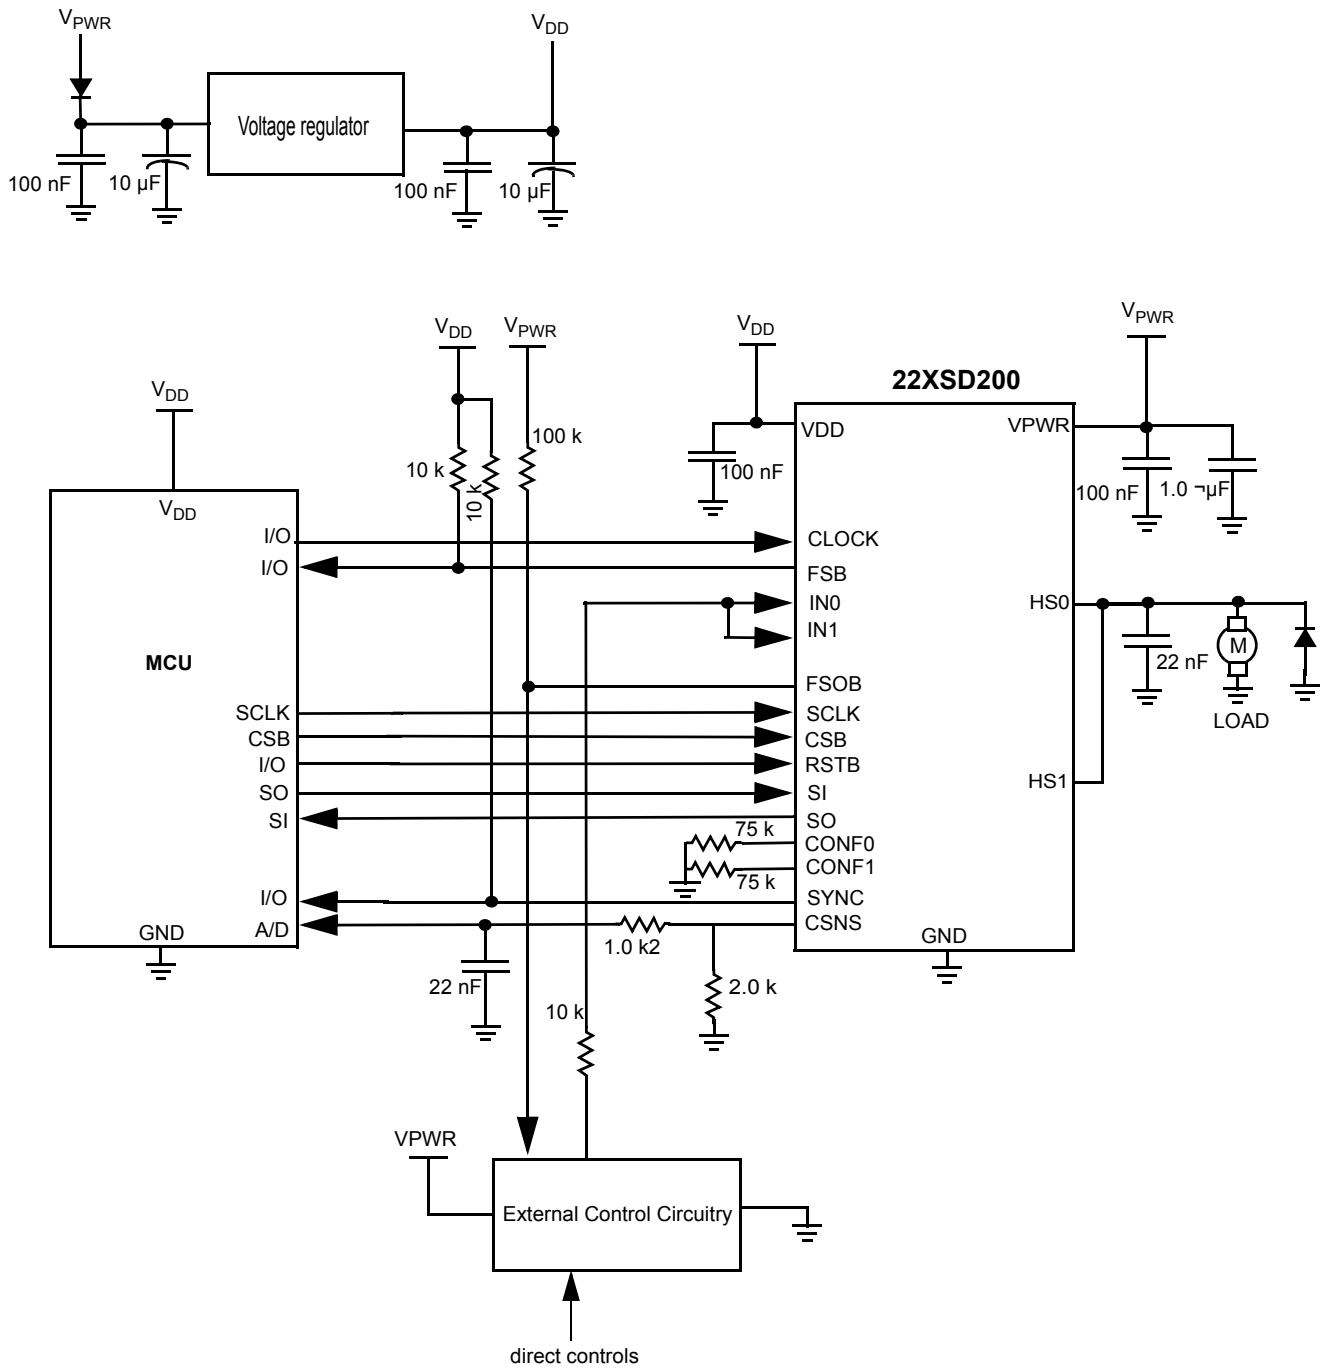 VPWR
VDD
Voltage regulator
100 nF
10 µF
100 nF
10 µF
VDD
VPWR
VDD
VPWR
22XSD200
VDD
VDD
VPWR
100 k
10 k
10 k
100 nF
100 nF
1.0 ¬µF
VDD
I/O
CLOCK
I/O
FSB
IN0
HS0
IN1
MCU
M
22 nF
FSOB
LOAD
SCLK
SCLK
CSB
CSB
I/O
RSTB
HS1
SO
SI
SI
SO
75 k
CONF0
CONF1
75 k
I/O
SYNC
A/D
CSNS
GND
GND
1.0 k2
22 nF
2.0 k
10 k
VPWR
External Control Circuitry
direct controls